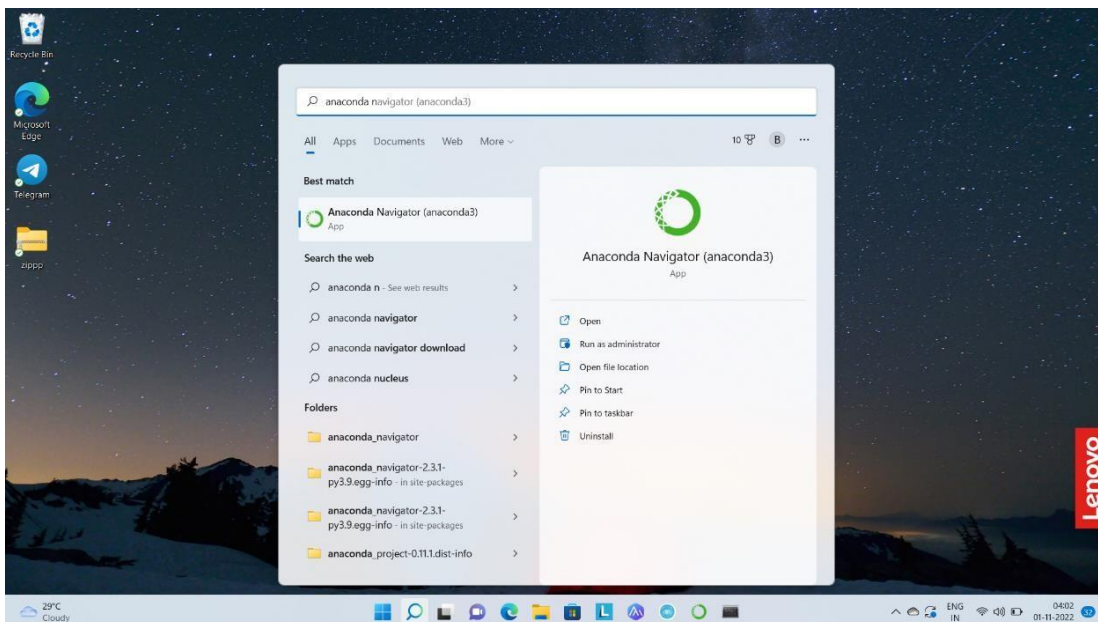 Recycle Bin
Microsoft
Edge
Telegram
zippp
anaconda navigator (anaconda3)
All Apps Documents Web More
10 B ...
Best match
Anaconda Navigator (anaconda3)
App
Search the web
anaconda n - See web results
anaconda navigator
anaconda navigator download
anaconda nucleus
Folders
anaconda_navigator
anaconda_navigator-2.3.1-
py3.9.egg-info - in site-packages
anaconda_navigator-2.3.1-
py3.9.egg-info - in site-packages
anaconda_project-0.11.1.dist-info
Anaconda Navigator (anaconda3)
App
Open
Run as administrator
Open file location
Pin to Start
Pin to taskbar
Uninstall
Lenovo
29°C
Cloudy
L
L
ENG
IN
04:02
01-11-2022
32